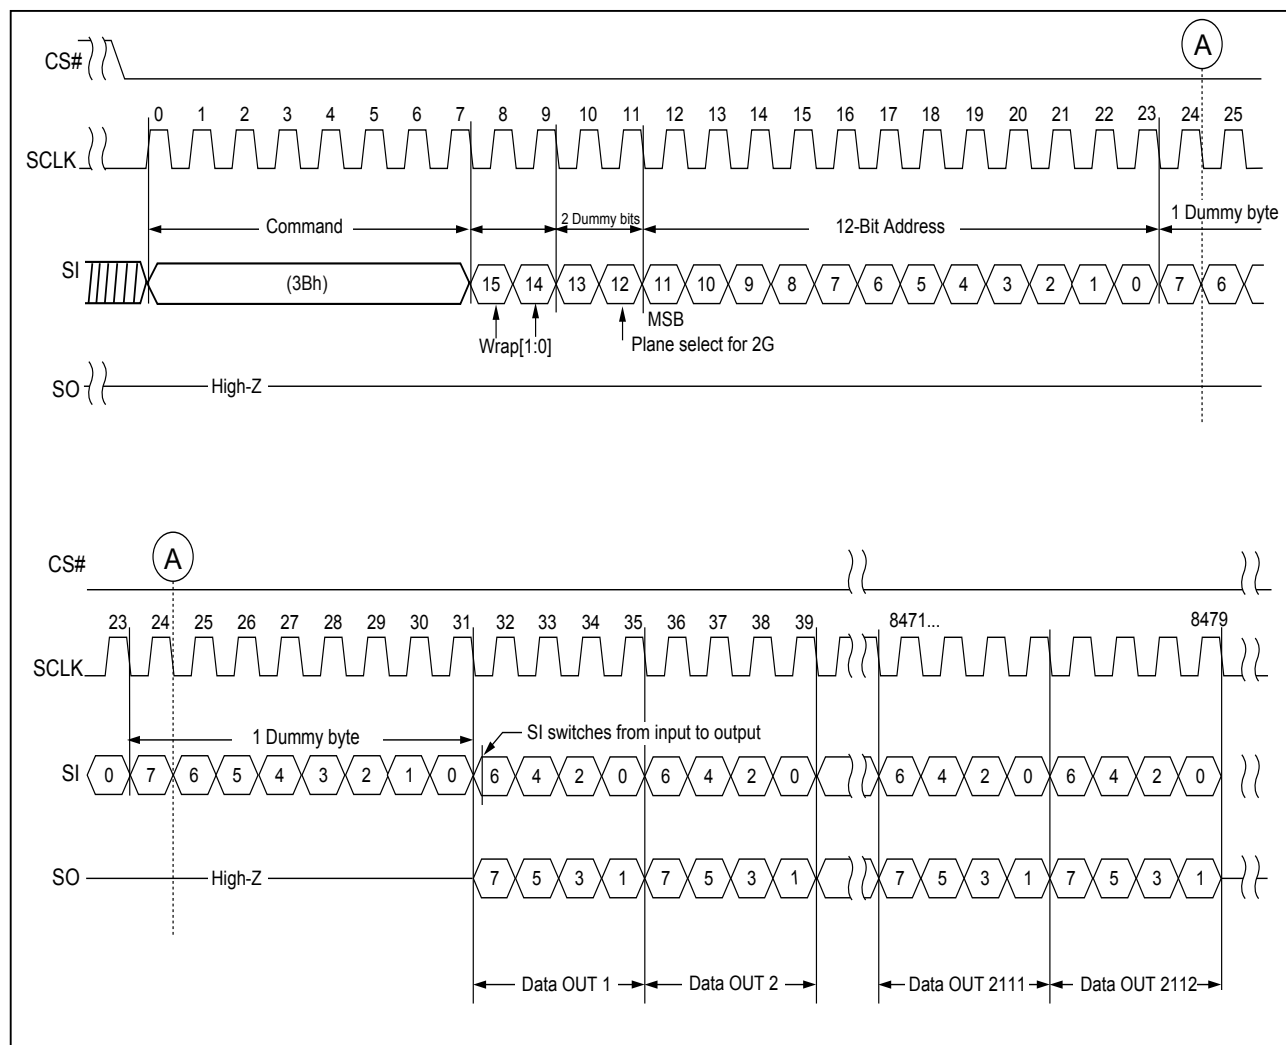 A
CS#
0 1 2 3 4 5 6 7 8 9 10 11 12 13 14 15 16 17 18 19 20 21 22 23 24 25
SCLK
Command 2 Dummy bits 12-Bit Address 1 Dummy byte
SI (3Bh) 15 14 13 12 11 10 9 8 7 6 5 4 3 2 1 0 7 6
MSB
Wrap[1:0] Plane select for 2G
SO High-Z
A
CS#
23 24 25 26 27 28 29 30 31 32 33 34 35 36 37 38 39 8471... 8479
SCLK
1 Dummy byte SI switches from input to output
SI 0 7 6 5 4 3 2 1 0 6 4 2 0 6 4 2 0 6 4 2 0 6 4 2 0
SO High-Z 7 5 3 1 7 5 3 1 7 5 3 1 7 5 3 1
Data OUT 1 Data OUT 2 Data OUT 2111 Data OUT 2112